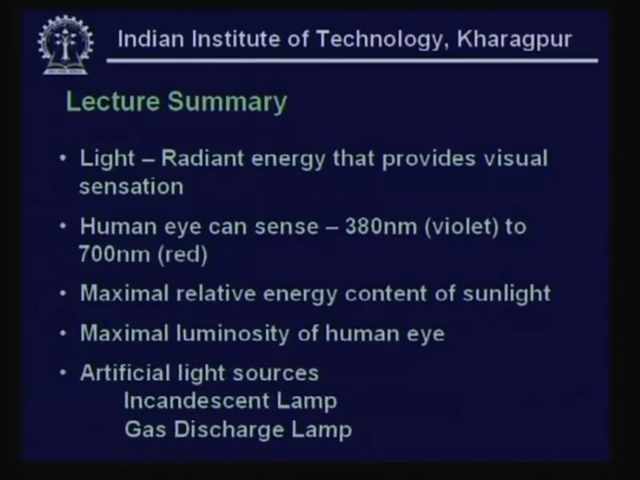 Indian Institute of Technology, Kharagpur
Lecture Summary
• Light – Radiant energy that provides visual
sensation
• Human eye can sense – 380nm (violet) to
700nm (red)
• Maximal relative energy content of sunlight
• Maximal luminosity of human eye
• Artificial light sources
Incandescent Lamp
Gas Discharge Lamp